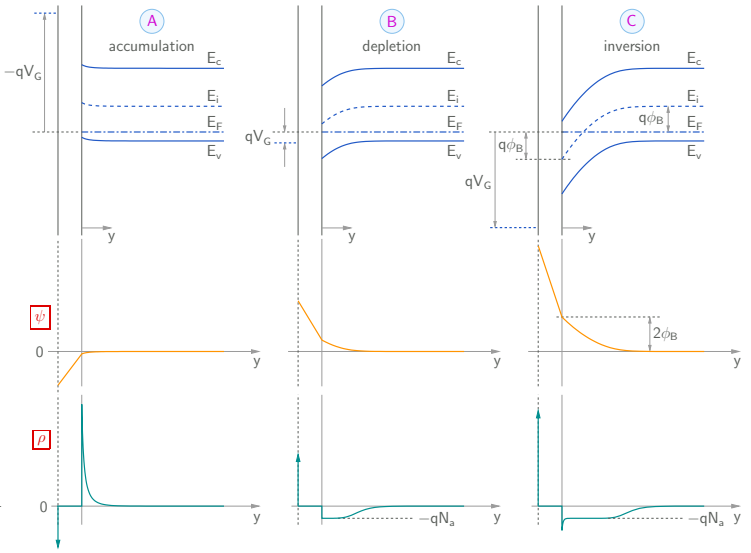 A
accumulation
−qV_G
E_c
E_i
E_F
E_v
y
B
depletion
qV_G
E_c
E_i
E_F
E_v
y
C
inversion
qV_G
qϕ_B
qϕ_B
E_c
E_i
E_F
E_v
y
ψ
0
y
y
2ϕ_B
y
ρ
0
y
−qN_a
y
−qN_a
y